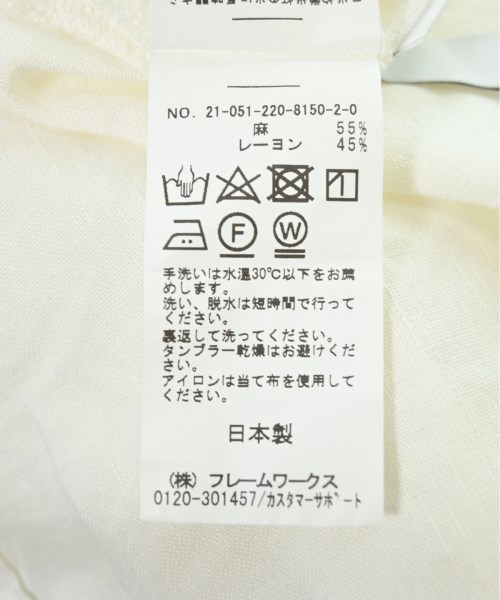 NO. 21-051-220-8150-2-0
麻 55%
レーヨン 45%
F W
手洗いは水温30℃以下をお薦
めします。
洗い、脱水は短時間で行って
ください。
裏返して洗ってください。
タンブラー乾燥はお避けくだ
さい。
アイロンは当て布を使用して
ください。
日本製
(株) フレームワークス
0120-301457/カスタマーサポート